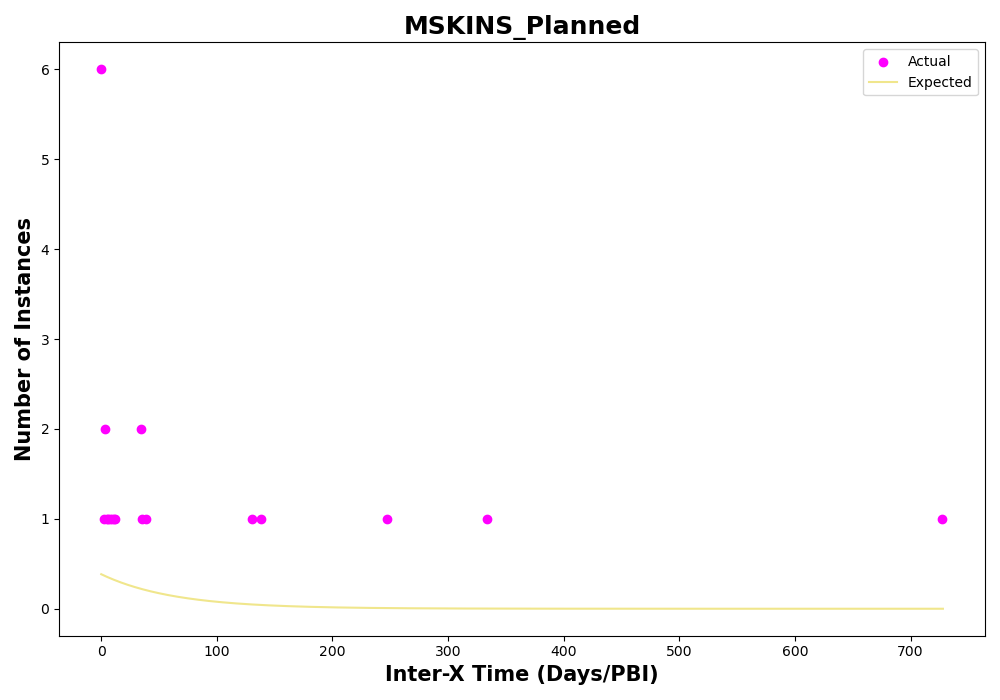 MSKINS_Planned
Actual
Expected
6
5
4
3
2
1
0
Number of Instances
0 100 200 300 400 500 600 700
Inter-X Time (Days/PBI)